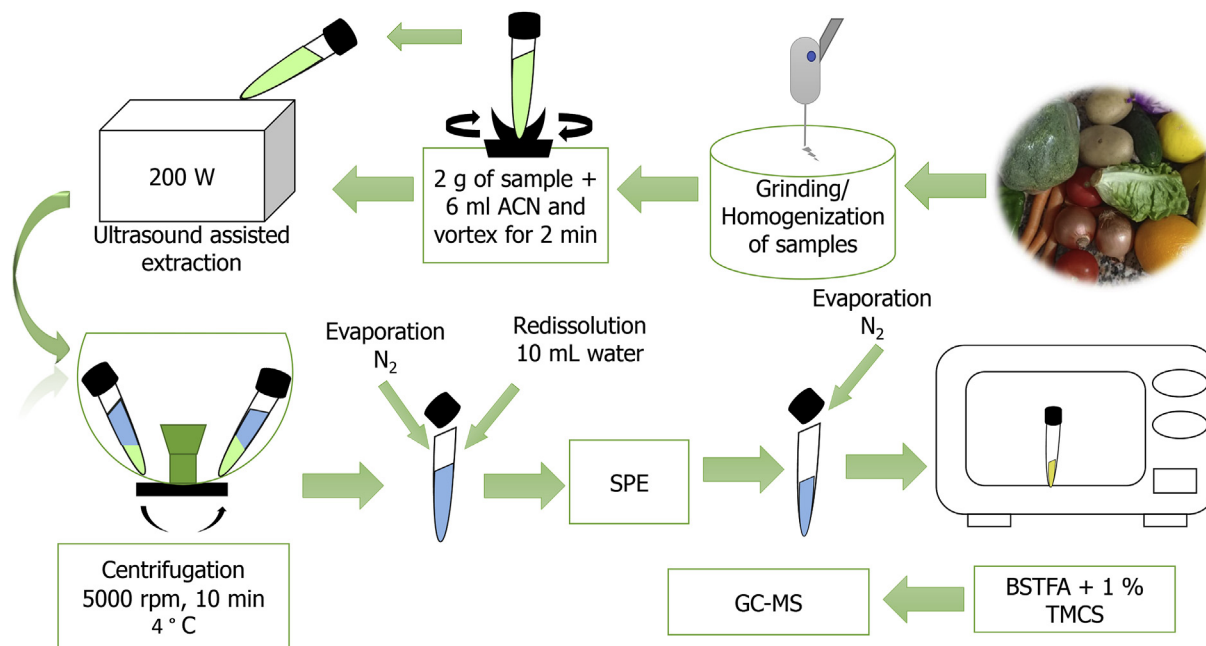 Grinding/
Homogenization
of samples
2 g of sample +
6 ml ACN and
vortex for 2 min
200 W
Ultrasound assisted
extraction
Centrifugation
5000 rpm, 10 min
4 ° C
Evaporation
N₂
Redissolution
10 mL water
SPE
Evaporation
N₂
BSTFA + 1 %
TMCS
GC-MS